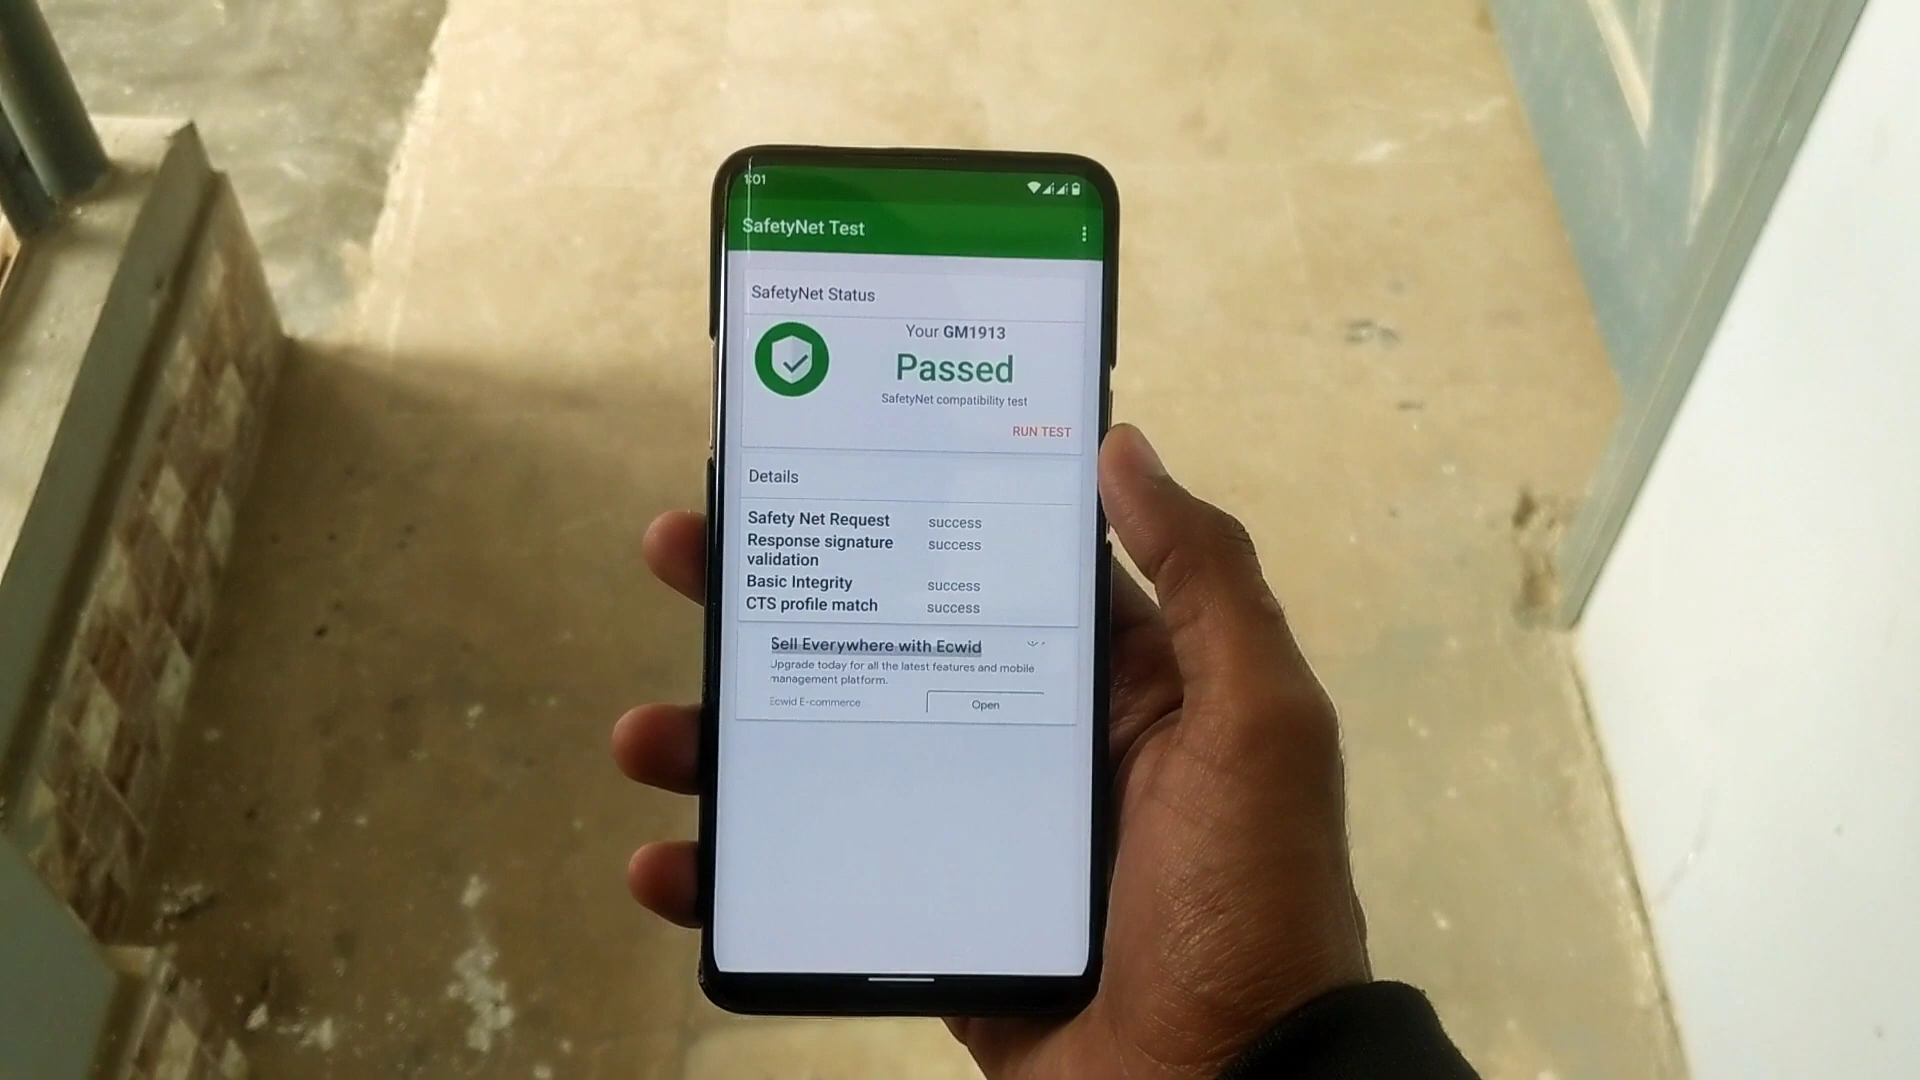 1:01
SafetyNet Test
SafetyNet Status
Your GM1913
Passed
SafetyNet compatibility test
RUN TEST
Details
Safety Net Request success
Response signature success
validation
Basic Integrity success
CTS profile match success
Sell Everywhere with Ecwid
Upgrade today for all the latest features and mobile
management platform.
Ecwid E-commerce Open